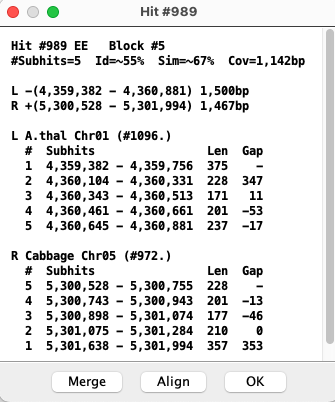 Hit #989
Hit #989 EE   Block #5
#Subhits=5  Id=~55%  Sim=~67%  Cov=1,142bp
L -(4,359,382 - 4,360,881) 1,500bp
R +(5,300,528 - 5,301,994) 1,467bp
L A.thal Chr01 (#1096.)
#  Subhits  Len  Gap
1  4,359,382 - 4,359,756  375  -
2  4,360,104 - 4,360,331  228  347
3  4,360,343 - 4,360,513  171  11
4  4,360,461 - 4,360,661  201  -53
5  4,360,645 - 4,360,881  237  -17
R Cabbage Chr05 (#972.)
#  Subhits  Len  Gap
5  5,300,528 - 5,300,755  228  -
4  5,300,743 - 5,300,943  201  -13
3  5,300,898 - 5,301,074  177  -46
2  5,301,075 - 5,301,284  210  0
1  5,301,638 - 5,301,994  357  353
Merge  Align  OK